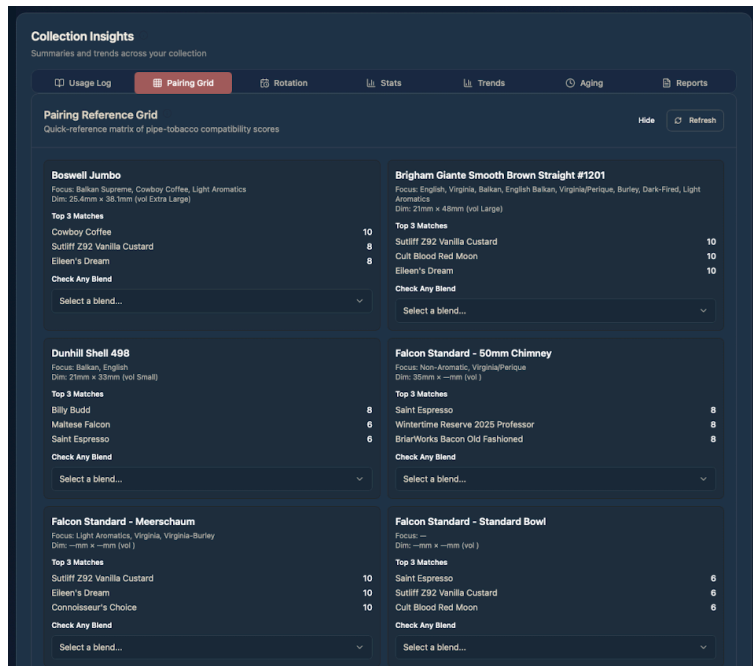 Collection Insights
Summaries and trends across your collection
Usage Log
Pairing Grid
Rotation
Stats
Trends
Aging
Reports
Pairing Reference Grid
Quick-reference matrix of pipe-tobacco compatibility scores
Hide
Refresh
Boswell Jumbo
Focus: Balkan Supreme, Cowboy Coffee, Light Aromatics
Dim: 25.4mm × 38.1mm (vol Extra Large)
Top 3 Matches
Cowboy Coffee 10
Sutliff Z92 Vanilla Custard 8
Eileen's Dream 8
Check Any Blend
Select a blend...
Brigham Giante Smooth Brown Straight #1201
Focus: English, Virginia, Balkan, English Balkan, Virginia/Perique, Burley, Dark-Fired, Light
Aromatics
Dim: 21mm × 48mm (vol Large)
Top 3 Matches
Sutliff Z92 Vanilla Custard 10
Cult Blood Red Moon 10
Eileen's Dream 10
Check Any Blend
Select a blend...
Dunhill Shell 498
Focus: Balkan, English
Dim: 21mm × 33mm (vol Small)
Top 3 Matches
Billy Budd 8
Maltese Falcon 6
Saint Espresso 6
Check Any Blend
Select a blend...
Falcon Standard - 50mm Chimney
Focus: Non-Aromatic, Virginia/Perique
Dim: 35mm × —mm (vol )
Top 3 Matches
Saint Espresso 8
Wintertime Reserve 2025 Professor 8
BriarWorks Bacon Old Fashioned 8
Check Any Blend
Select a blend...
Falcon Standard - Meerschaum
Focus: Light Aromatics, Virginia, Virginia-Burley
Dim: —mm × —mm (vol )
Top 3 Matches
Sutliff Z92 Vanilla Custard 10
Eileen's Dream 10
Connoisseur's Choice 10
Check Any Blend
Select a blend...
Falcon Standard - Standard Bowl
Focus: —
Dim: —mm × —mm (vol )
Top 3 Matches
Saint Espresso 6
Sutliff Z92 Vanilla Custard 6
Cult Blood Red Moon 6
Check Any Blend
Select a blend...